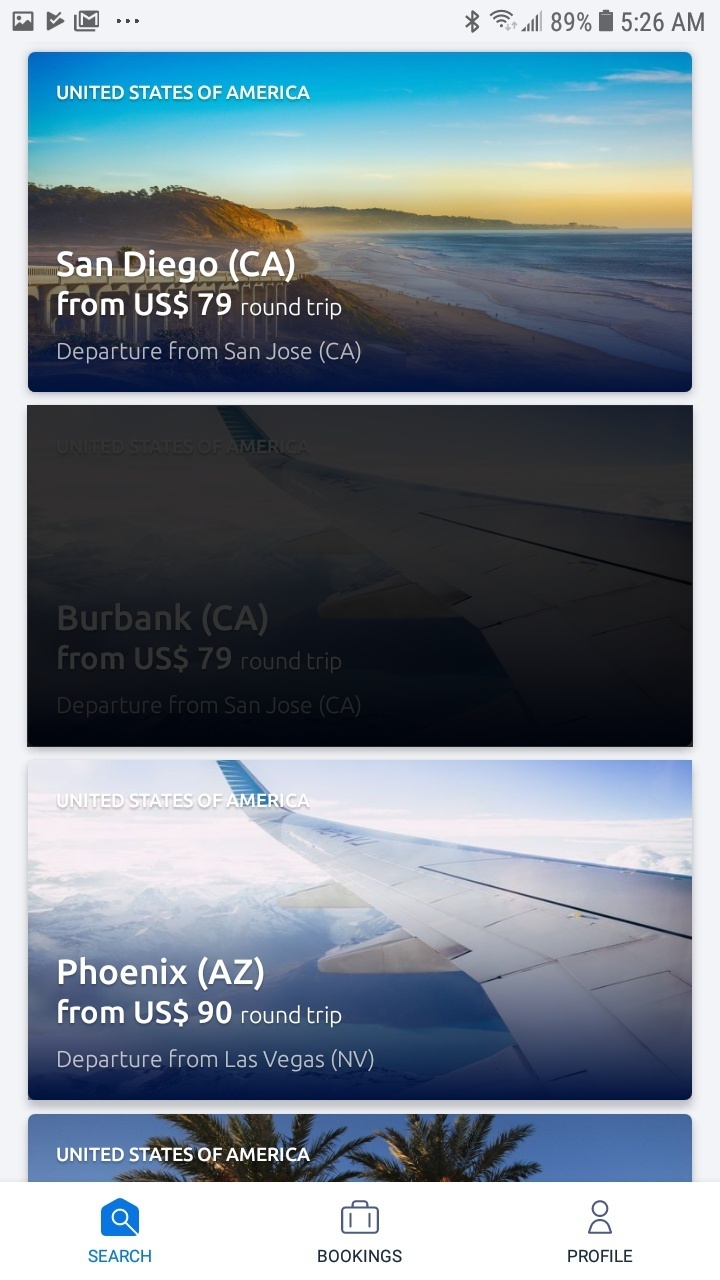 89% 5:26 AM
UNITED STATES OF AMERICA
San Diego (CA)
from US$ 79 round trip
Departure from San Jose (CA)
UNITED STATES OF AMERICA
Burbank (CA)
from US$ 79 round trip
Departure from San Jose (CA)
UNITED STATES OF AMERICA
Phoenix (AZ)
from US$ 90 round trip
Departure from Las Vegas (NV)
UNITED STATES OF AMERICA
SEARCH BOOKINGS PROFILE